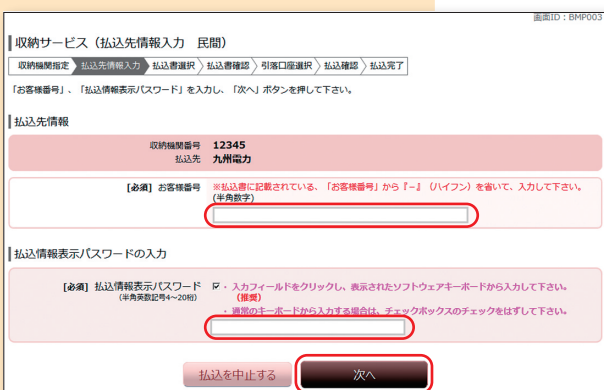 画面ID：BMP003
収納サービス（払込先情報入力　民間）
収納機関指定 払込先情報入力 払込書選択 払込書確認 引落口座選択 払込確認 払込完了
「お客様番号」、「払込情報表示パスワード」を入力し、「次へ」ボタンを押して下さい。
払込先情報
収納機関番号 12345
払込先 九州電力
【必須】お客様番号 ※払込書に記載されている、「お客様番号」から『－』（ハイフン）を省いて、入力して下さい。
(半角数字)
払込情報表示パスワードの入力
【必須】払込情報表示パスワード ・入力フィールドをクリックし、表示されたソフトウェアキーボードから入力して下さい。
(半角英数記号4～20桁) （推奨）
・通常のキーボードから入力する場合は、チェックボックスのチェックをはずして下さい。
払込を中止する 次へ